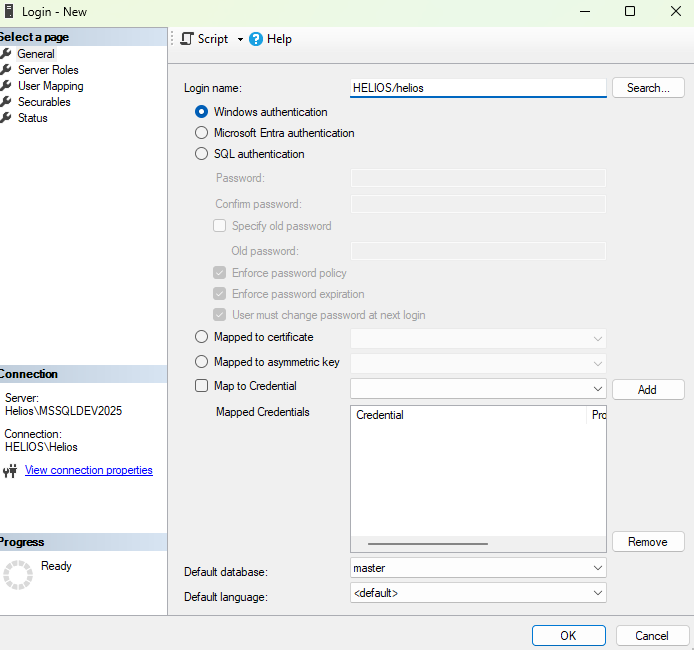 Login - New
Select a page
General
Server Roles
User Mapping
Securables
Status
Script
Help
Login name:
HELIOS/helios
Search...
Windows authentication
Microsoft Entra authentication
SQL authentication
Password:
Confirm password:
Specify old password
Old password:
Enforce password policy
Enforce password expiration
User must change password at next login
Mapped to certificate
Mapped to asymmetric key
Map to Credential
Add
Mapped Credentials
Credential
Pro
Remove
Default database:
master
Default language:
<default>
Connection
Server:
Helios\MSSQLDEV2025
Connection:
HELIOS\Helios
View connection properties
Progress
Ready
OK
Cancel